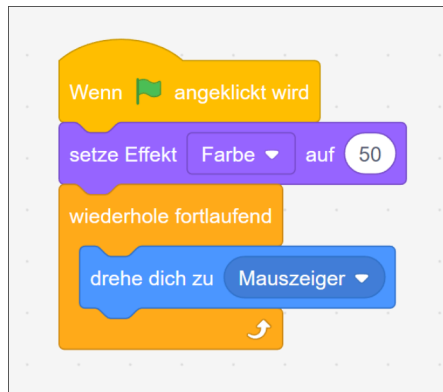 Wenn angeklickt wird
setze Effekt Farbe auf 50
wiederhole fortlaufend
drehe dich zu Mauszeiger